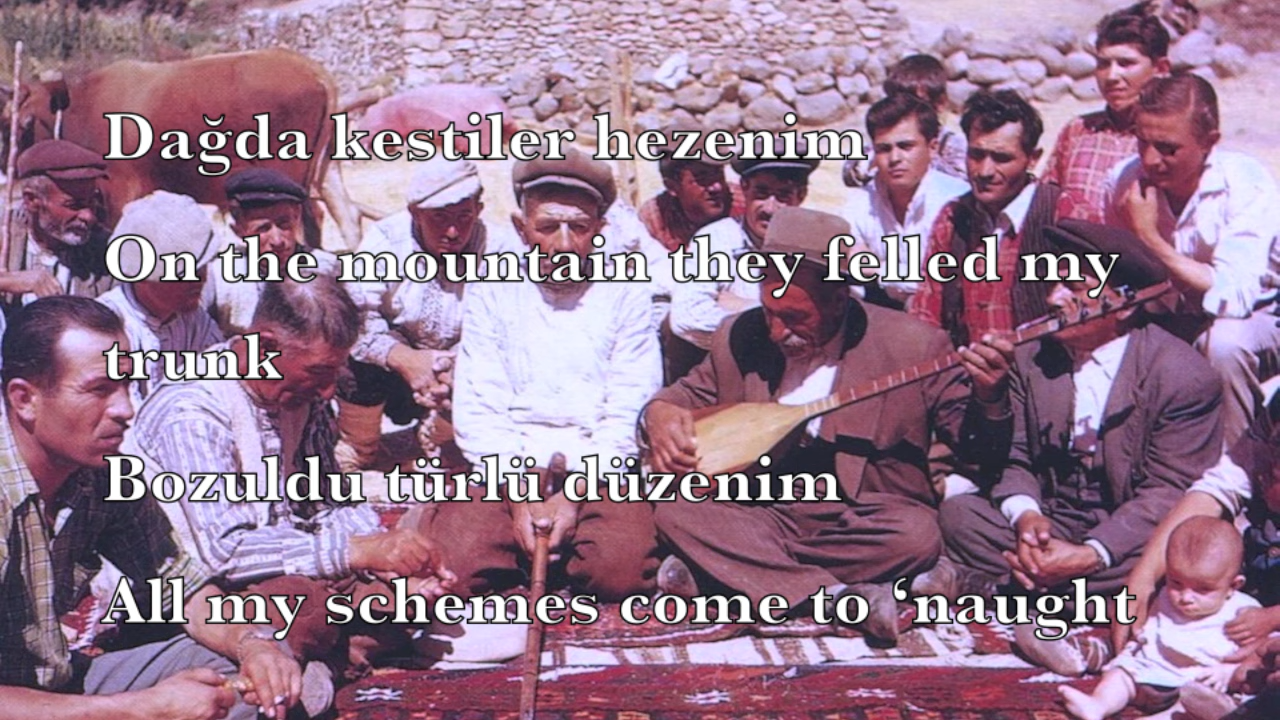 Dağda kestiler hezenim
On the mountain they felled my
trunk
Bozuldu türlü düzenim
All my schemes come to ‘naught